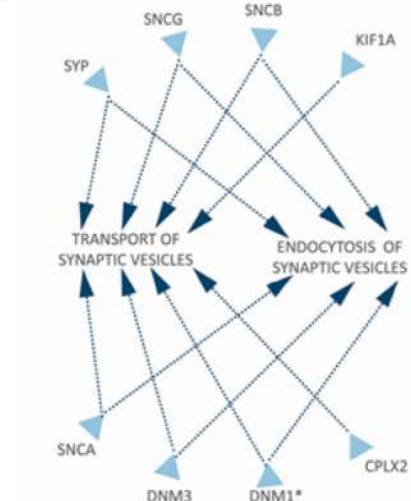 SNCG
SNCB
KIF1A
SYP
TRANSPORT OF
SYNAPTIC VESICLES
ENDOCYTOSIS OF
SYNAPTIC VESICLES
SNCA
CPLX2
DNM3
DNM1*